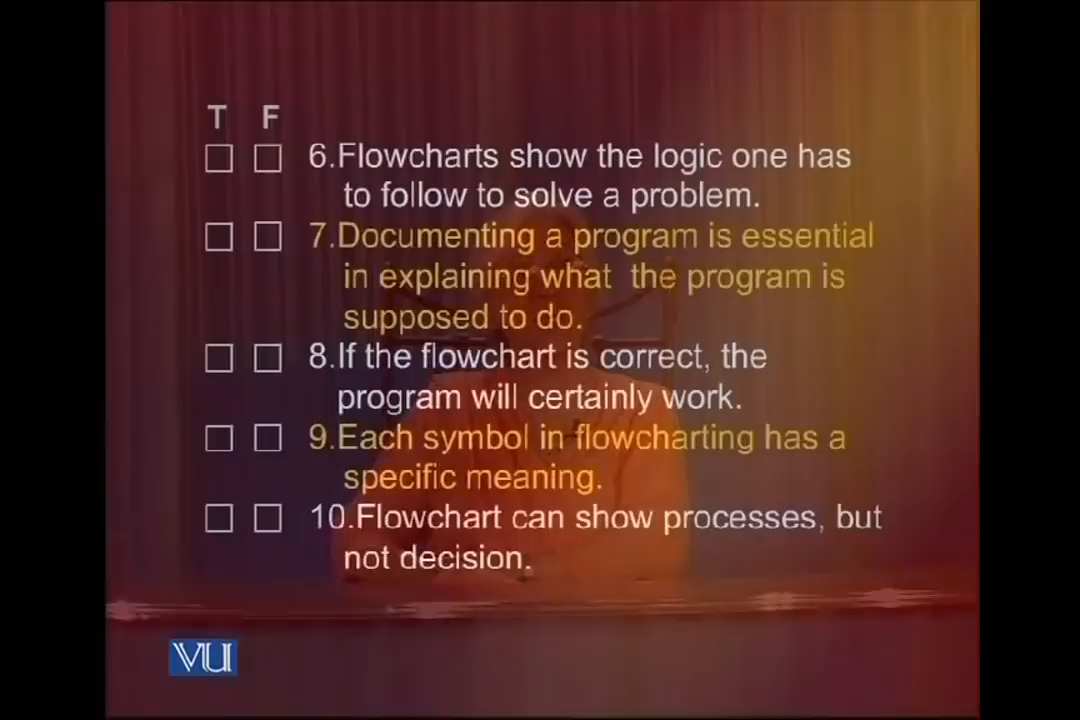 T F
6.Flowcharts show the logic one has
to follow to solve a problem.
7.Documenting a program is essential
in explaining what the program is
supposed to do.
8.If the flowchart is correct, the
program will certainly work.
9.Each symbol in flowcharting has a
specific meaning.
10.Flowchart can show processes, but
not decision.
VU